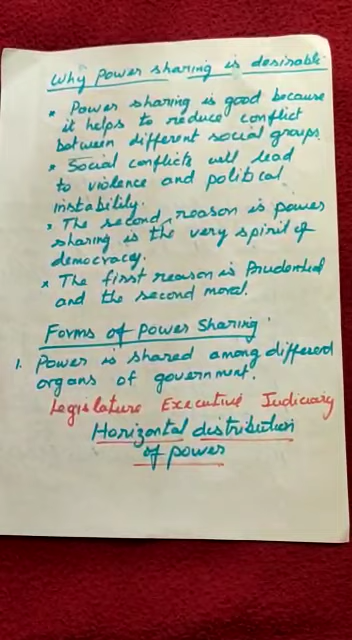 Why power sharing is desirable
* Power sharing is good because
it helps to reduce conflict
between different social groups.
* Social conflicts will lead
to violence and political
instability.
* The second reason is power
sharing is the very spirit of
democracy.
* The first reason is Prudential
and the second moral.
Forms of power sharing
1. Power is shared among different
organs of government.
Legislature Executive Judiciary
Horizontal distribution
of power